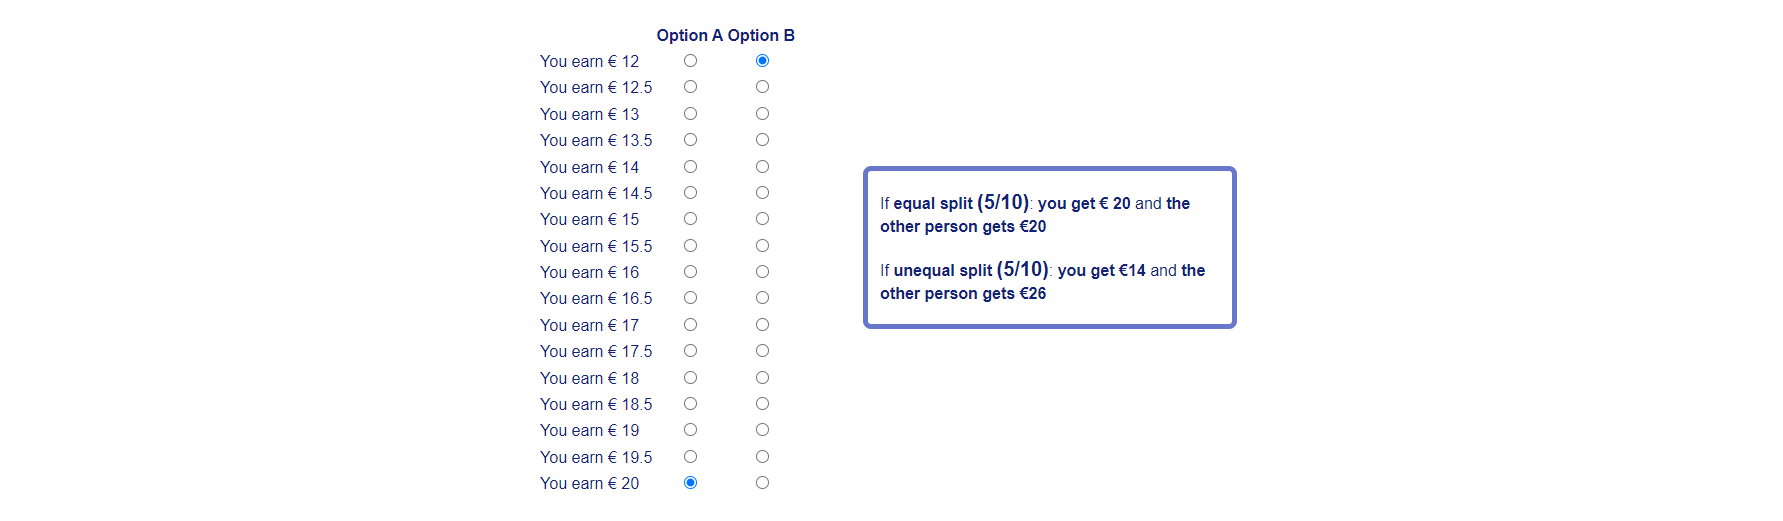 Option A Option B
You earn € 12
You earn € 12.5
You earn € 13
You earn € 13.5
You earn € 14
You earn € 14.5
You earn € 15
You earn € 15.5
You earn € 16
You earn € 16.5
You earn € 17
You earn € 17.5
You earn € 18
You earn € 18.5
You earn € 19
You earn € 19.5
You earn € 20
If equal split (5/10): you get € 20 and the
other person gets €20
If unequal split (5/10): you get €14 and the
other person gets €26